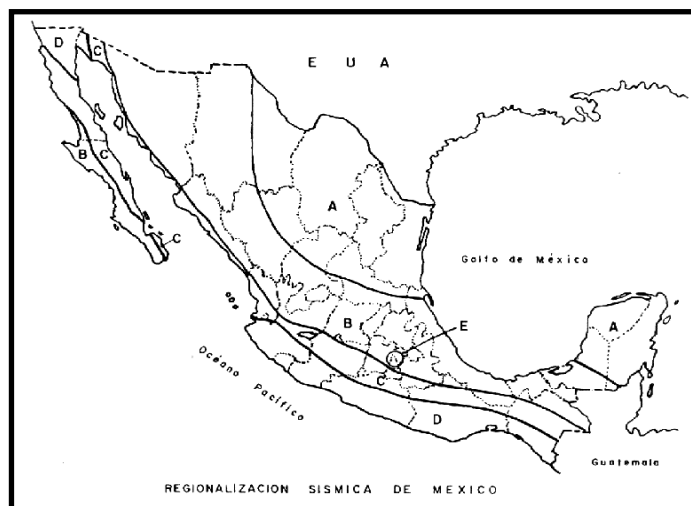 D
C
E U A
B
C
A
C
Golfo de México
A
B
E
Océano Pacífico
C
D
Guatemala
REGIONALIZACION SISMICA DE MEXICO